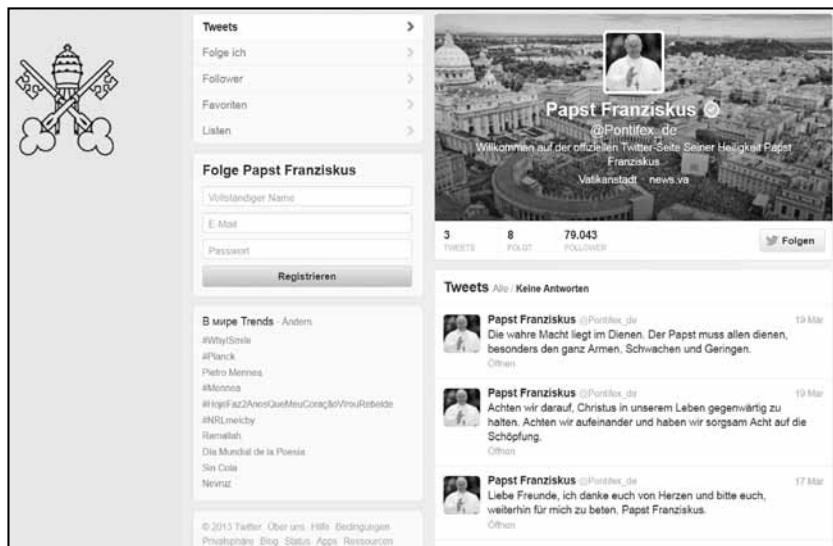 Tweets
Folge ich
Follower
Favoriten
Listen
Folge Papst Franziskus
Vollständiger Name
E-Mail
Passwort
Registrieren
В мире Trends · Ändern
#WhyISmile
#Planck
Pietro Mennea
#Mennea
#HojeFaz2AnosQueMeuCoraçãoVirouRebelde
#NRLmelcby
Ramallah
Dia Mundial de la Poesia
Sin Cola
Nevruz
© 2013 Twitter Über uns Hilfe Bedingungen
Privatsphäre Blog Status Apps Ressourcen
Papst Franziskus
@Pontifex_de
Willkommen auf der offiziellen Twitter-Seite Seiner Heiligkeit Papst
Franziskus
Vatikanstadt · news.va
3 8 79.043
TWEETS FOLGT FOLLOWER
Folgen
Tweets Alle / Keine Antworten
Papst Franziskus @Pontifex_de 19 Mär
Die wahre Macht liegt im Dienen. Der Papst muss allen dienen,
besonders den ganz Armen, Schwachen und Geringen.
Öffnen
Papst Franziskus @Pontifex_de 19 Mär
Achten wir darauf, Christus in unserem Leben gegenwärtig zu
halten. Achten wir aufeinander und haben wir sorgsam Acht auf die
Schöpfung.
Öffnen
Papst Franziskus @Pontifex_de 17 Mär
Liebe Freunde, ich danke euch von Herzen und bitte euch,
weiterhin für mich zu beten. Papst Franziskus.
Öffnen